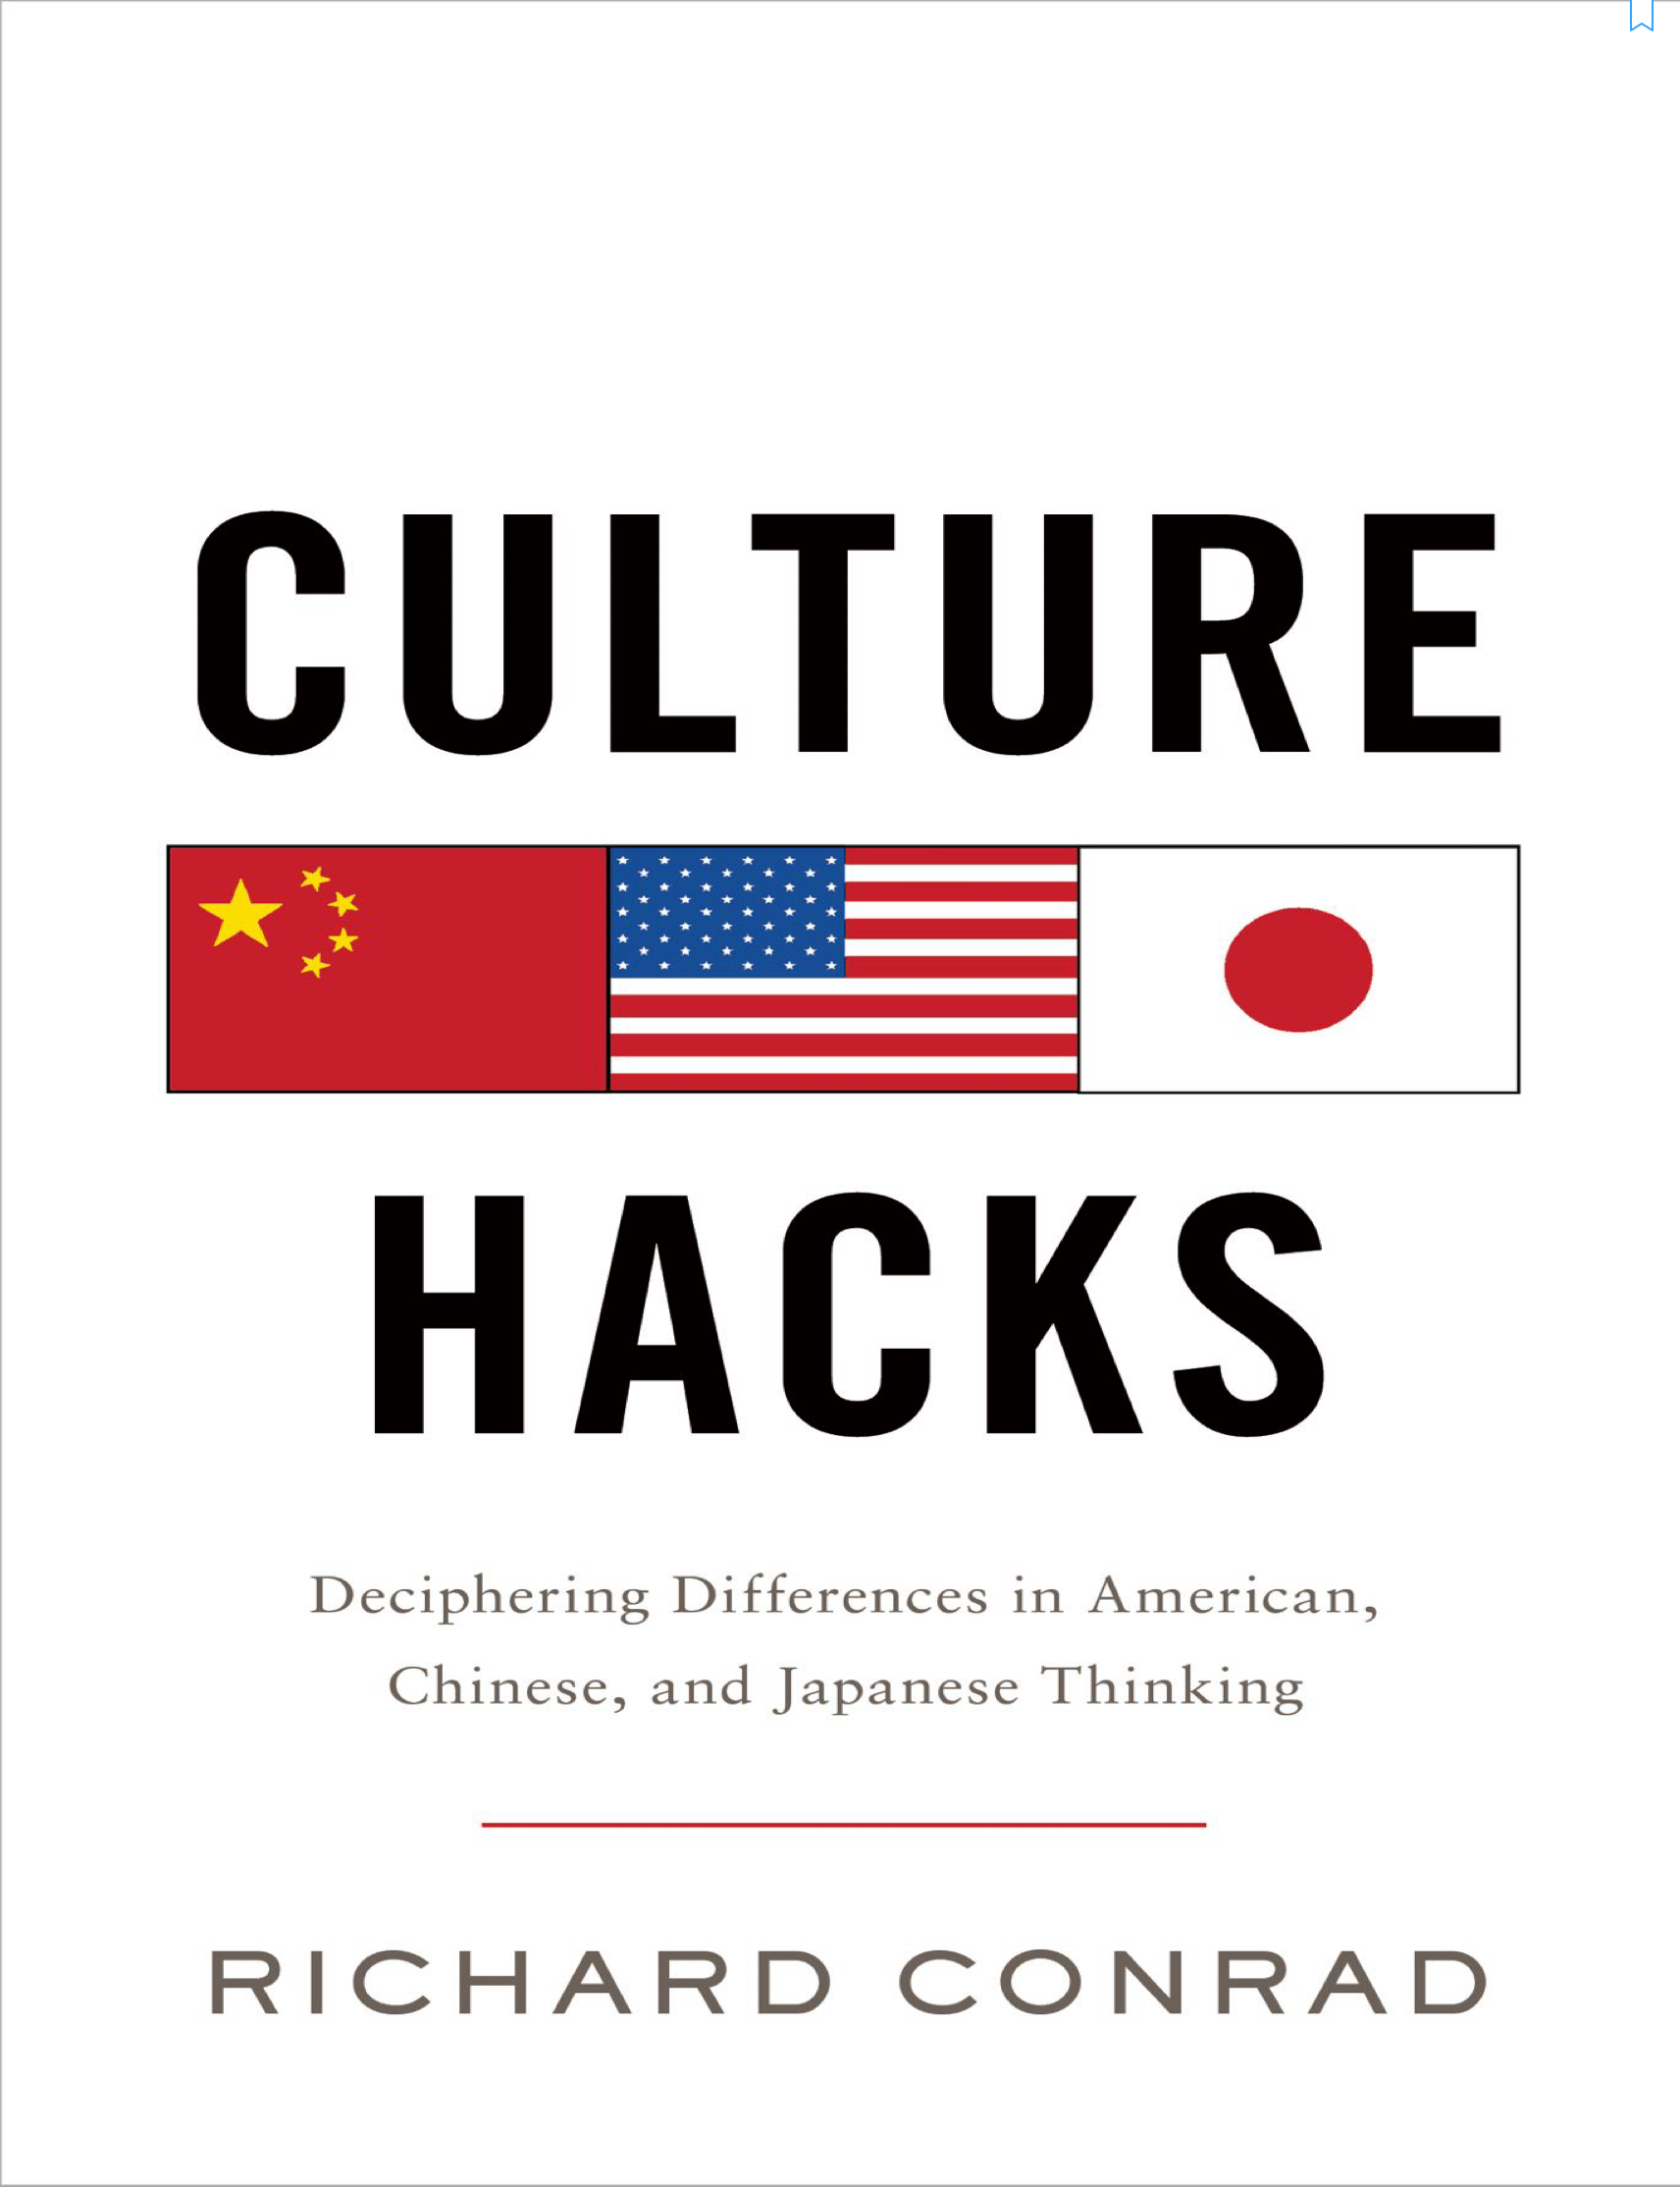 CULTURE
HACKS
Deciphering Differences in American,
Chinese, and Japanese Thinking
RICHARD CONRAD